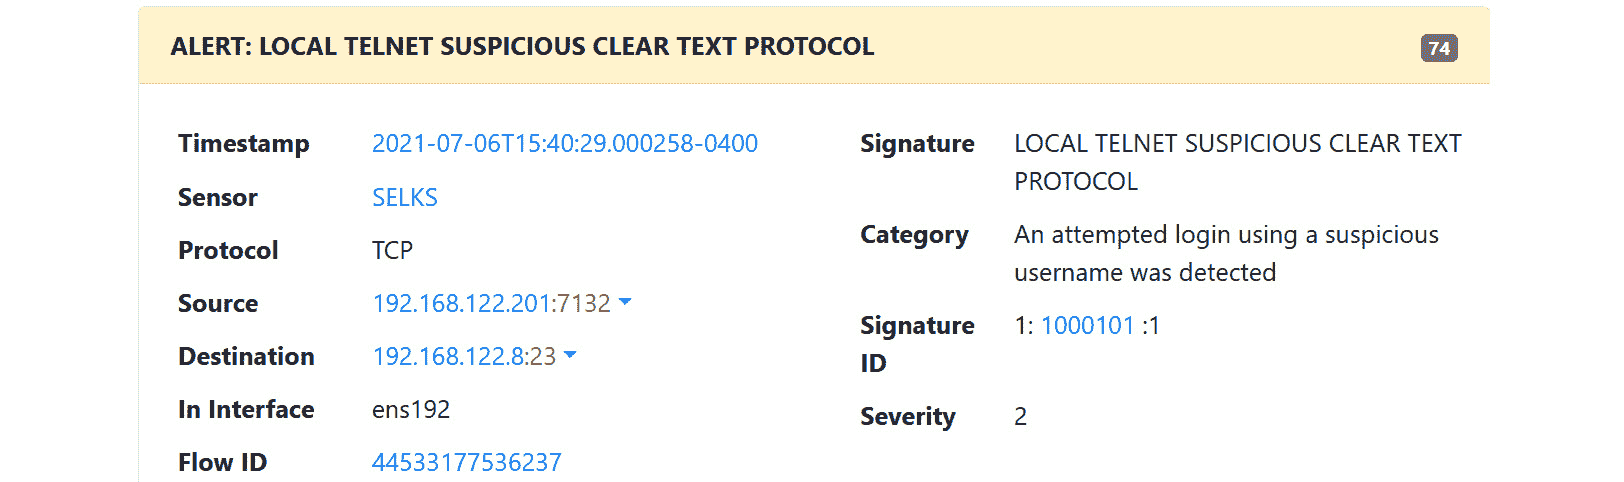 ALERT: LOCAL TELNET SUSPICIOUS CLEAR TEXT PROTOCOL
74
Timestamp 2021-07-06T15:40:29.000258-0400
Sensor SELKS
Protocol TCP
Source 192.168.122.201:7132
Destination 192.168.122.8:23
In Interface ens192
Flow ID 44533177536237
Signature LOCAL TELNET SUSPICIOUS CLEAR TEXT
PROTOCOL
Category An attempted login using a suspicious
username was detected
Signature 1: 1000101 :1
ID
Severity 2